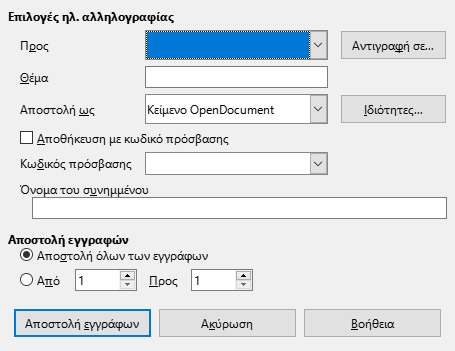 Επιλογές ηλ. αλληλογραφίας
Προς Αντιγραφή σε...
Θέμα
Αποστολή ως Κείμενο OpenDocument Ιδιότητες...
Αποθήκευση με κωδικό πρόσβασης
Κωδικός πρόσβασης
Όνομα του συνημμένου
Αποστολή εγγραφών
Αποστολή όλων των εγγράφων
Από 1 Προς 1
Αποστολή εγγράφων Ακύρωση Βοήθεια